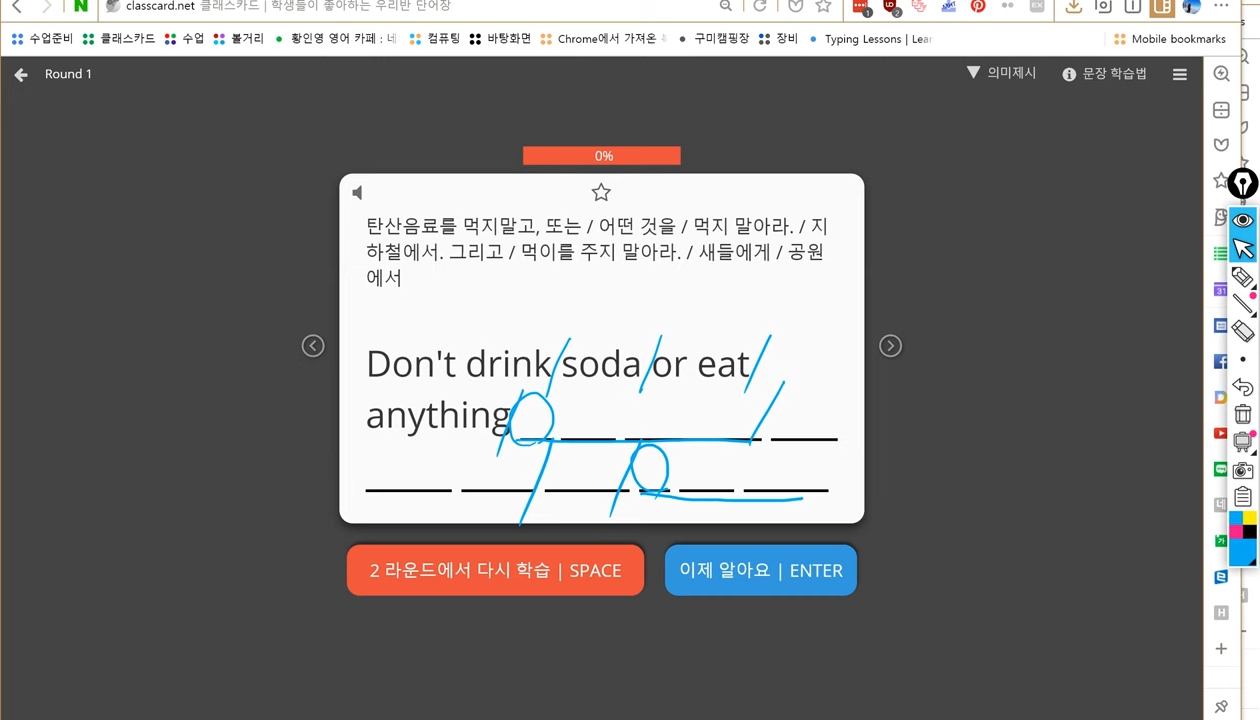 classcard.net 클래스카드 | 학생들이 좋아하는 우리반 단어장
수업준비 클래스카드 수업 볼거리 황인영 영어 카페 : 네 컴퓨팅 바탕화면 Chrome에서 가져온 장비 구미캠핑장 Typing Lessons | Lear Mobile bookmarks
Round 1 의미제시 문장 학습법
0%
탄산음료를 먹지말고, 또는 / 어떤 것을 / 먹지 말아라. / 지
하철에서. 그리고 / 먹이를 주지 말아라. / 새들에게 / 공원
에서
Don't drink soda or eat
anything
2 라운드에서 다시 학습 | SPACE 이제 알아요 | ENTER